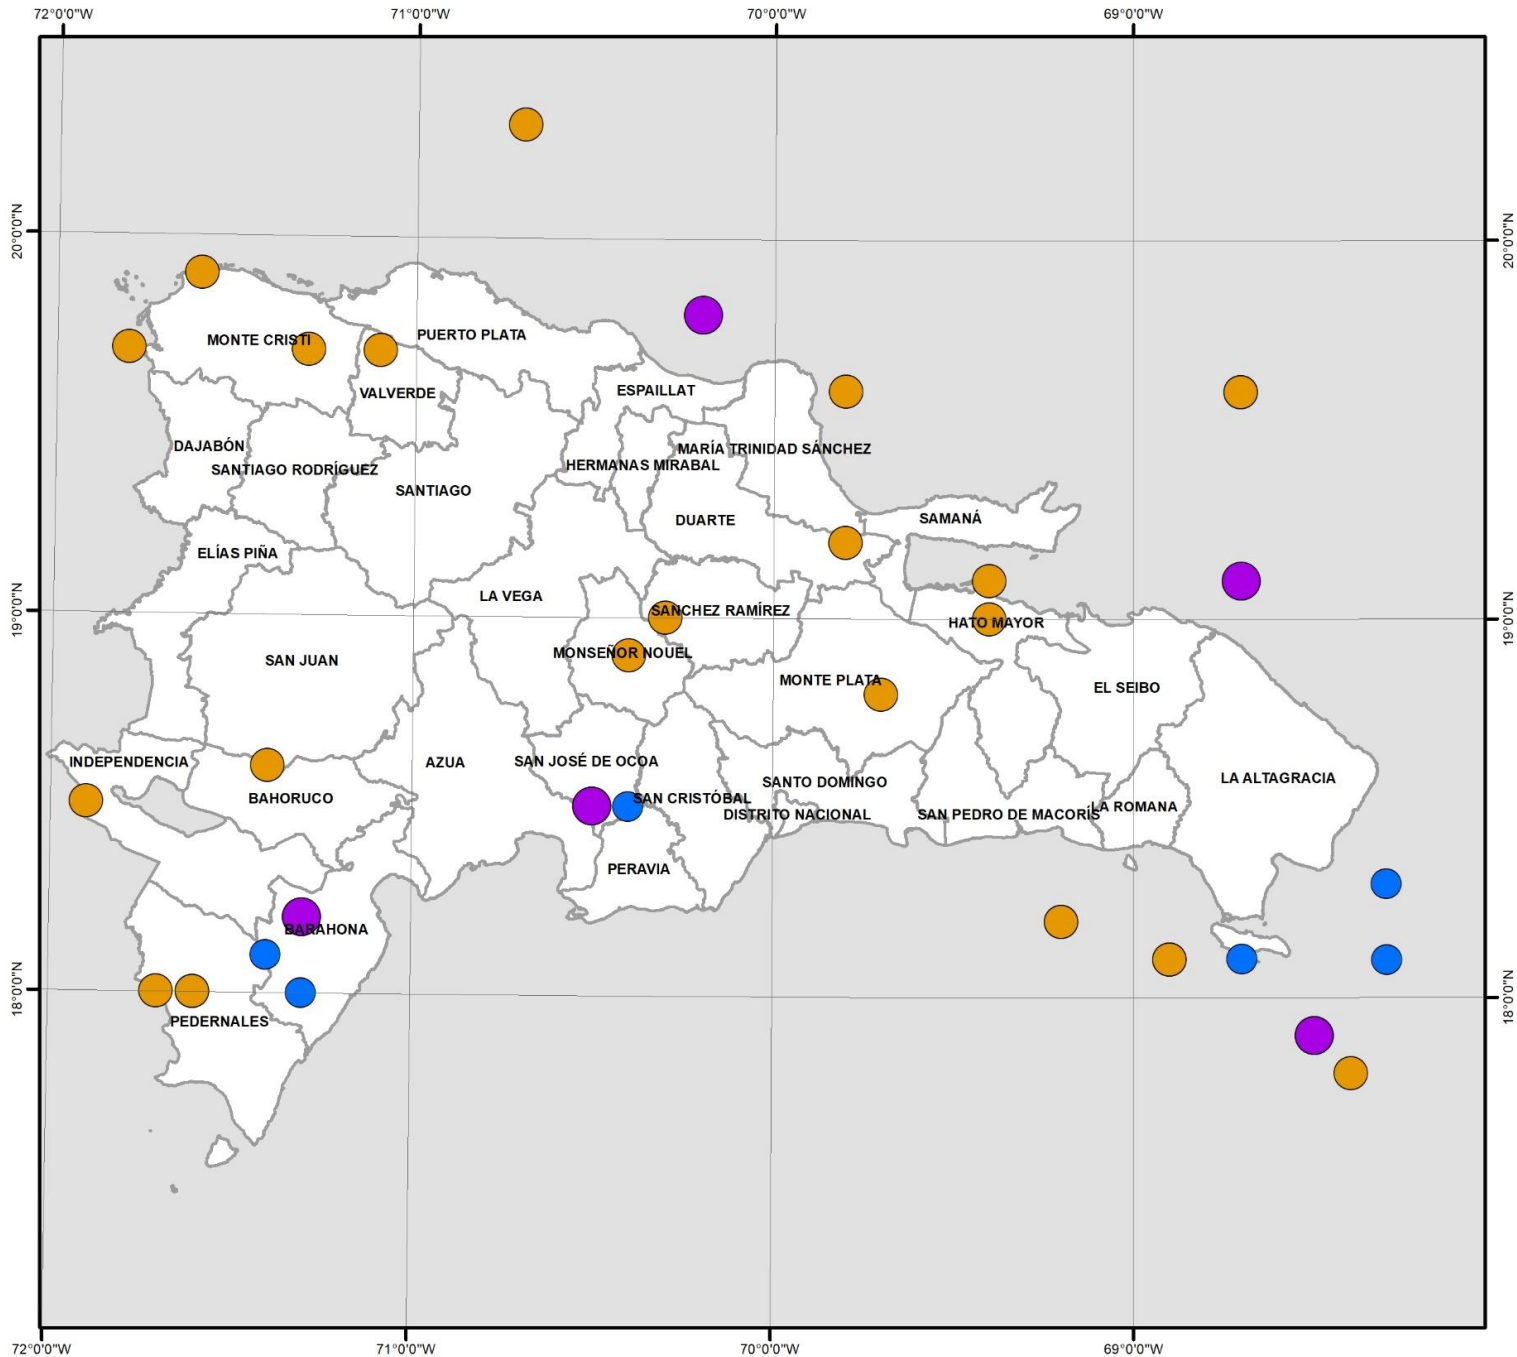 72°0'0"W
71°0'0"W
70°0'0"W
69°0'0"W
20°0'0"N
20°0'0"N
PUERTO PLATA
MONTE CRISTI
ESPAILLAT
VALVERDE
DAJABÓN
MARÍA TRINIDAD SÁNCHEZ
HERMANAS MIRABAL
SANTIAGO RODRÍGUEZ
SANTIAGO
SAMANÁ
DUARTE
ELÍAS PIÑA
LA VEGA
19°0'0"N
SANCHEZ RAMÍREZ
19°0'0"N
HATO MAYOR
MONSEÑOR NOUEL
SAN JUAN
MONTE PLATA
EL SEIBO
INDEPENDENCIA
AZUA
SAN JOSÉ DE OCOA
LA ALTAGRACIA
SANTO DOMINGO
BAHORUCO
SAN CRISTÓBAL
LA ROMANA
DISTRITO NACIONAL
SAN PEDRO DE MACORÍS
PERAVIA
BARAHONA
18°0'0"N
18°0'0"N
PEDERNALES
72°0'0"W
71°0'0"W
70°0'0"W
69°0'0"W